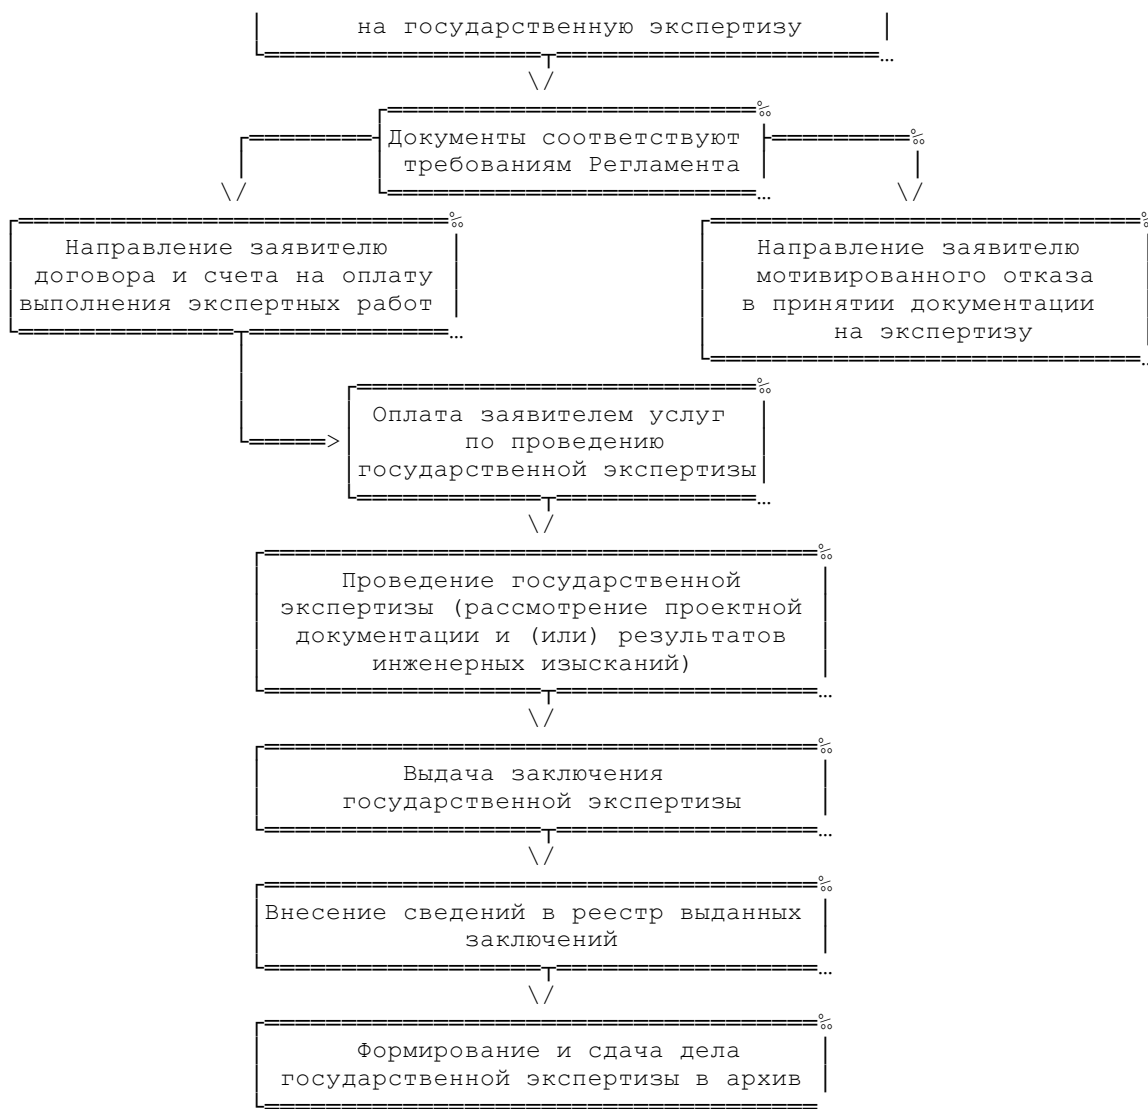 на государственную экспертизу
Документы соответствуют
требованиям Регламента
Направление заявителю
договора и счета на оплату
выполнения экспертных работ
Направление заявителю
мотивированного отказа
в принятии документации
на экспертизу
Оплата заявителем услуг
по проведению
государственной экспертизы
Проведение государственной
экспертизы (рассмотрение проектной
документации и (или) результатов
инженерных изысканий)
Выдача заключения
государственной экспертизы
Внесение сведений в реестр выданных
заключений
Формирование и сдача дела
государственной экспертизы в архив